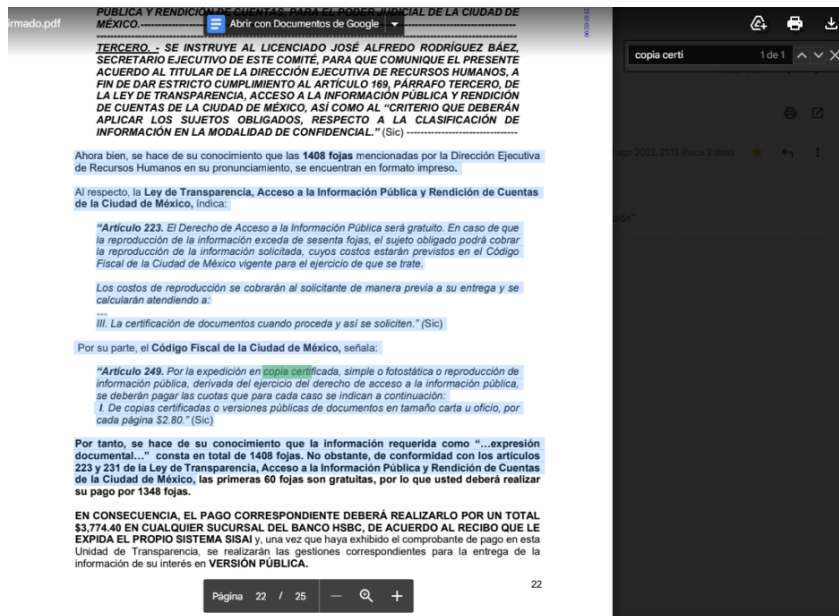 irmado.pdf
PÚBLICA Y RENDICIÓN DE CUENTAS, PARA EL PODER JUDICIAL DE LA CIUDAD DE
MÉXICO.
Abrir con Documentos de Google
copia certi
1 de 1
TERCERO. - SE INSTRUYE AL LICENCIADO JOSÉ ALFREDO RODRÍGUEZ BÁEZ,
SECRETARIO EJECUTIVO DE ESTE COMITÉ, PARA QUE COMUNIQUE EL PRESENTE
ACUERDO AL TITULAR DE LA DIRECCIÓN EJECUTIVA DE RECURSOS HUMANOS, A
FIN DE DAR ESTRICTO CUMPLIMIENTO AL ARTÍCULO 169, PÁRRAFO TERCERO, DE
LA LEY DE TRANSPARENCIA, ACCESO A LA INFORMACIÓN PÚBLICA Y RENDICIÓN
DE CUENTAS DE LA CIUDAD DE MÉXICO, ASÍ COMO AL “CRITERIO QUE DEBERÁN
APLICAR LOS SUJETOS OBLIGADOS, RESPECTO A LA CLASIFICACIÓN DE
INFORMACIÓN EN LA MODALIDAD DE CONFIDENCIAL.” (Sic) --------------------------------
Ahora bien, se hace de su conocimiento que las 1408 fojas mencionadas por la Dirección Ejecutiva
de Recursos Humanos en su pronunciamiento, se encuentran en formato impreso.
ago 2022, 21:13 (hace 2 días)
Al respecto, la Ley de Transparencia, Acceso a la Información Pública y Rendición de Cuentas
de la Ciudad de México, indica:
“Artículo 223. El Derecho de Acceso a la Información Pública será gratuito. En caso de que
la reproducción de la información exceda de sesenta fojas, el sujeto obligado podrá cobrar
la reproducción de la información solicitada, cuyos costos estarán previstos en el Código
Fiscal de la Ciudad de México vigente para el ejercicio de que se trate.
Los costos de reproducción se cobrarán al solicitante de manera previa a su entrega y se
calcularán atendiendo a:
...
III. La certificación de documentos cuando proceda y así se soliciten.” (Sic)
Por su parte, el Código Fiscal de la Ciudad de México, señala:
“Artículo 249. Por la expedición en copia certificada, simple o fotostática o reproducción de
información pública, derivada del ejercicio del derecho de acceso a la información pública,
se deberán pagar las cuotas que para cada caso se indican a continuación:
I. De copias certificadas o versiones públicas de documentos en tamaño carta u oficio, por
cada página $2.80.” (Sic)
Por tanto, se hace de su conocimiento que la información requerida como “...expresión
documental...” consta en total de 1408 fojas. No obstante, de conformidad con los artículos
223 y 231 de la Ley de Transparencia, Acceso a la Información Pública y Rendición de Cuentas
de la Ciudad de México, las primeras 60 fojas son gratuitas, por lo que usted deberá realizar
su pago por 1348 fojas.
EN CONSECUENCIA, EL PAGO CORRESPONDIENTE DEBERÁ REALIZARLO POR UN TOTAL
$3,774.40 EN CUALQUIER SUCURSAL DEL BANCO HSBC, DE ACUERDO AL RECIBO QUE LE
EXPIDA EL PROPIO SISTEMA SISAI y, una vez que haya exhibido el comprobante de pago en esta
Unidad de Transparencia, se realizarán las gestiones correspondientes para la entrega de la
información de su interés en VERSIÓN PÚBLICA.
22
Página 22 / 25